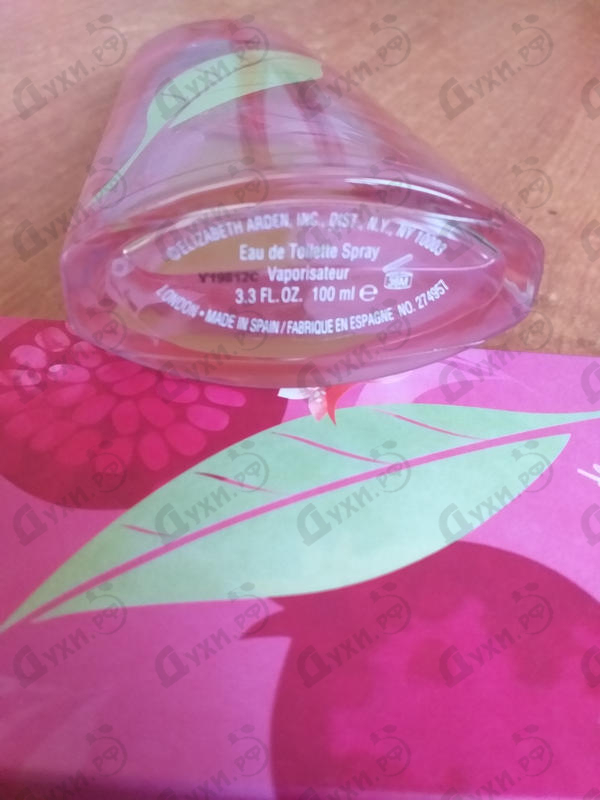 ©ELIZABETH ARDEN, INC., DIST., N.Y., NY 10003
Eau de Toilette Spray
Vaporisateur
3.3 FL.OZ. 100 ml ℮
36M
LONDON • MADE IN SPAIN / FABRIQUE EN ESPAGNE NO. 274957
Духи.РФ